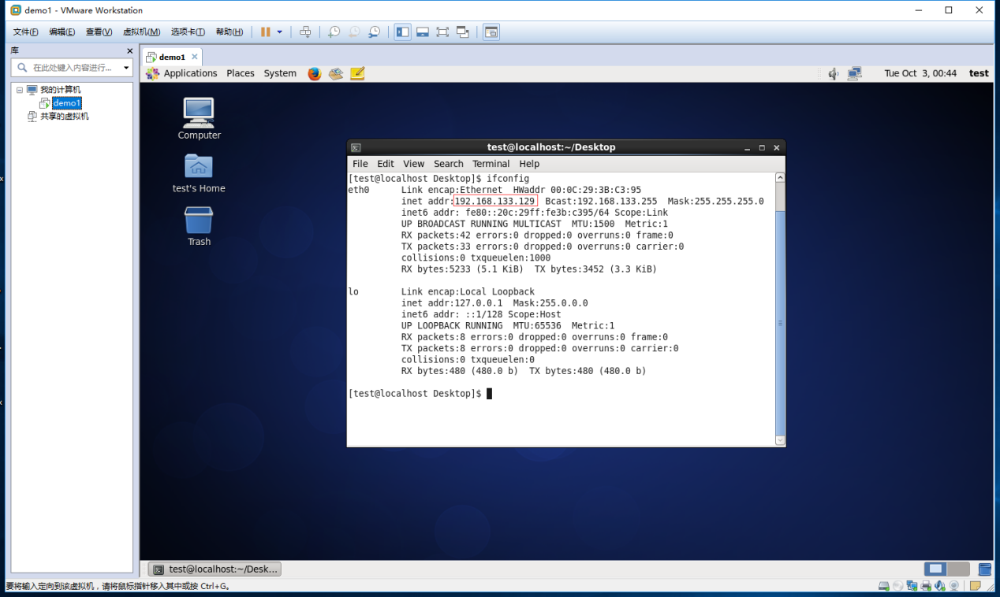 demo1 - VMware Workstation
文件(F) 编辑(E) 查看(V) 虚拟机(M) 选项卡(T) 帮助(H)
库
在此处键入内容进行...
我的计算机
demo1
共享的虚拟机
demo1
Applications Places System
Tue Oct 3, 00:44 test
Computer
test's Home
Trash
test@localhost:~/Desktop
File Edit View Search Terminal Help
[test@localhost Desktop]$ ifconfig
eth0 Link encap:Ethernet HWaddr 00:0C:29:3B:C3:95
inet addr:192.168.133.129 Bcast:192.168.133.255 Mask:255.255.255.0
inet6 addr: fe80::20c:29ff:fe3b:c395/64 Scope:Link
UP BROADCAST RUNNING MULTICAST MTU:1500 Metric:1
RX packets:42 errors:0 dropped:0 overruns:0 frame:0
TX packets:33 errors:0 dropped:0 overruns:0 carrier:0
collisions:0 txqueuelen:1000
RX bytes:5233 (5.1 KiB) TX bytes:3452 (3.3 KiB)
lo Link encap:Local Loopback
inet addr:127.0.0.1 Mask:255.0.0.0
inet6 addr: ::1/128 Scope:Host
UP LOOPBACK RUNNING MTU:65536 Metric:1
RX packets:8 errors:0 dropped:0 overruns:0 frame:0
TX packets:8 errors:0 dropped:0 overruns:0 carrier:0
collisions:0 txqueuelen:0
RX bytes:480 (480.0 b) TX bytes:480 (480.0 b)
[test@localhost Desktop]$
test@localhost:~/Desk...
要将输入定向到该虚拟机，请将鼠标指针移入其中或按 Ctrl+G。